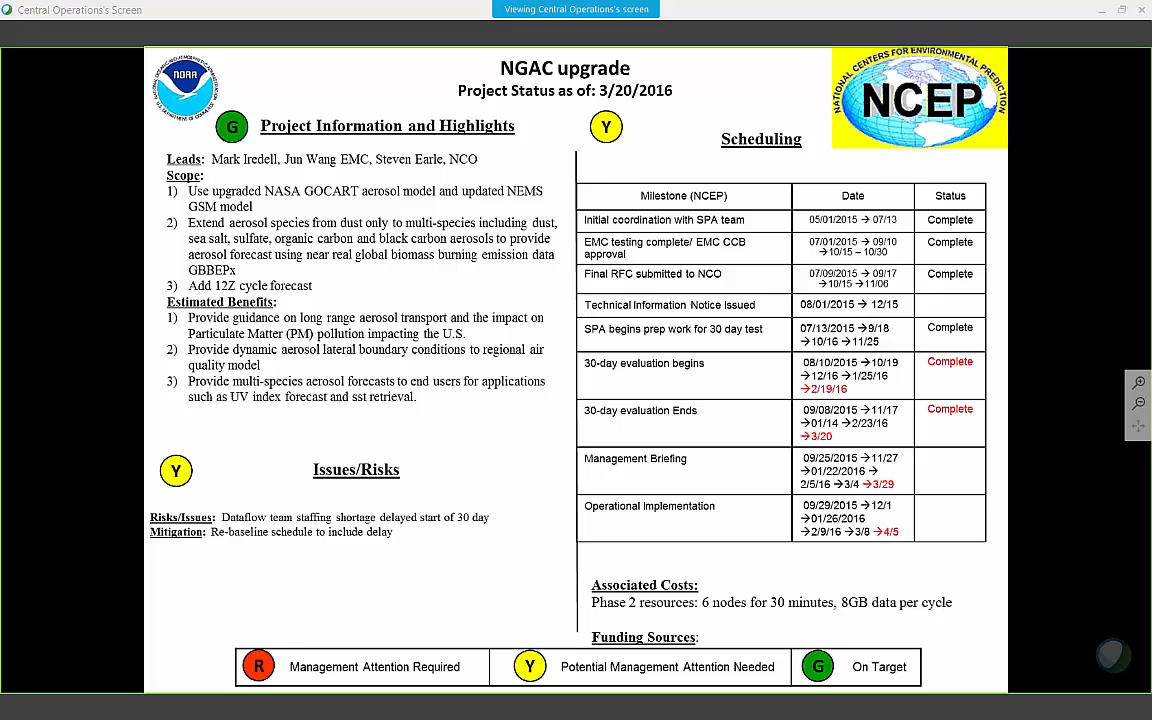 Central Operations's Screen
Viewing Central Operations's screen
NGAC upgrade
Project Status as of: 3/20/2016
NOAA
NATIONAL CENTERS FOR ENVIRONMENTAL PREDICTION
NCEP
G
Project Information and Highlights
Leads: Mark Iredell, Jun Wang EMC, Steven Earle, NCO
Scope:
1) Use upgraded NASA GOCART aerosol model and updated NEMS
GSM model
2) Extend aerosol species from dust only to multi-species including dust,
sea salt, sulfate, organic carbon and black carbon aerosols to provide
aerosol forecast using near real global biomass burning emission data
GBBEPx
3) Add 12Z cycle forecast
Estimated Benefits:
1) Provide guidance on long range aerosol transport and the impact on
Particulate Matter (PM) pollution impacting the U.S.
2) Provide dynamic aerosol lateral boundary conditions to regional air
quality model
3) Provide multi-species aerosol forecasts to end users for applications
such as UV index forecast and sst retrieval.
Y
Issues/Risks
Risks/Issues: Dataflow team staffing shortage delayed start of 30 day
Mitigation: Re-baseline schedule to include delay
Y
Scheduling
Milestone (NCEP) Date Status
Initial coordination with SPA team 05/01/2015 → 07/13 Complete
EMC testing complete/ EMC CCB 07/01/2015 → 09/10 Complete
approval →10/15 – 10/30
Final RFC submitted to NCO 07/09/2015 → 09/17 Complete
→10/15 →11/06
Technical Information Notice Issued 08/01/2015 → 12/15
SPA begins prep work for 30 day test 07/13/2015 →9/18 Complete
→10/16 →11/25
30-day evaluation begins 08/10/2015 →10/19 Complete
→12/16 →1/25/16
→2/19/16
30-day evaluation Ends 09/08/2015 →11/17 Complete
→01/14 →2/23/16
→3/20
Management Briefing 09/25/2015 →11/27
→01/22/2016 →
2/5/16 →3/4 →3/29
Operational Implementation 09/29/2015 →12/1
→01/26/2016
→2/9/16 →3/8 →4/5
Associated Costs:
Phase 2 resources: 6 nodes for 30 minutes, 8GB data per cycle
Funding Sources:
R Management Attention Required Y Potential Management Attention Needed G On Target